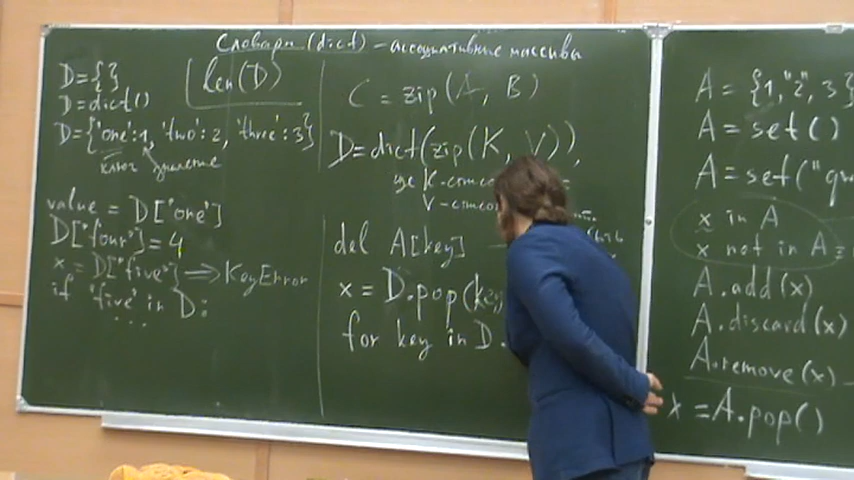 Словари (dict) - ассоциативные массивы
D={}
D=dict()
D={'one':1, 'two':2, 'three':3}
ключ значение
len(D)
value = D['one']
D['four']=4
x = D['five'] ⇒ KeyError
if 'five' in D:
...
C = zip(A, B)
D=dict(zip(K, V)),
где K-
V-
del A[key]
x = D.pop(
for key in D
A = {1,"2", 3}
A = set()
A = set("
x in A
x not in A
A.add(x)
A.discard(x)
A.remove(x)
x = A.pop()